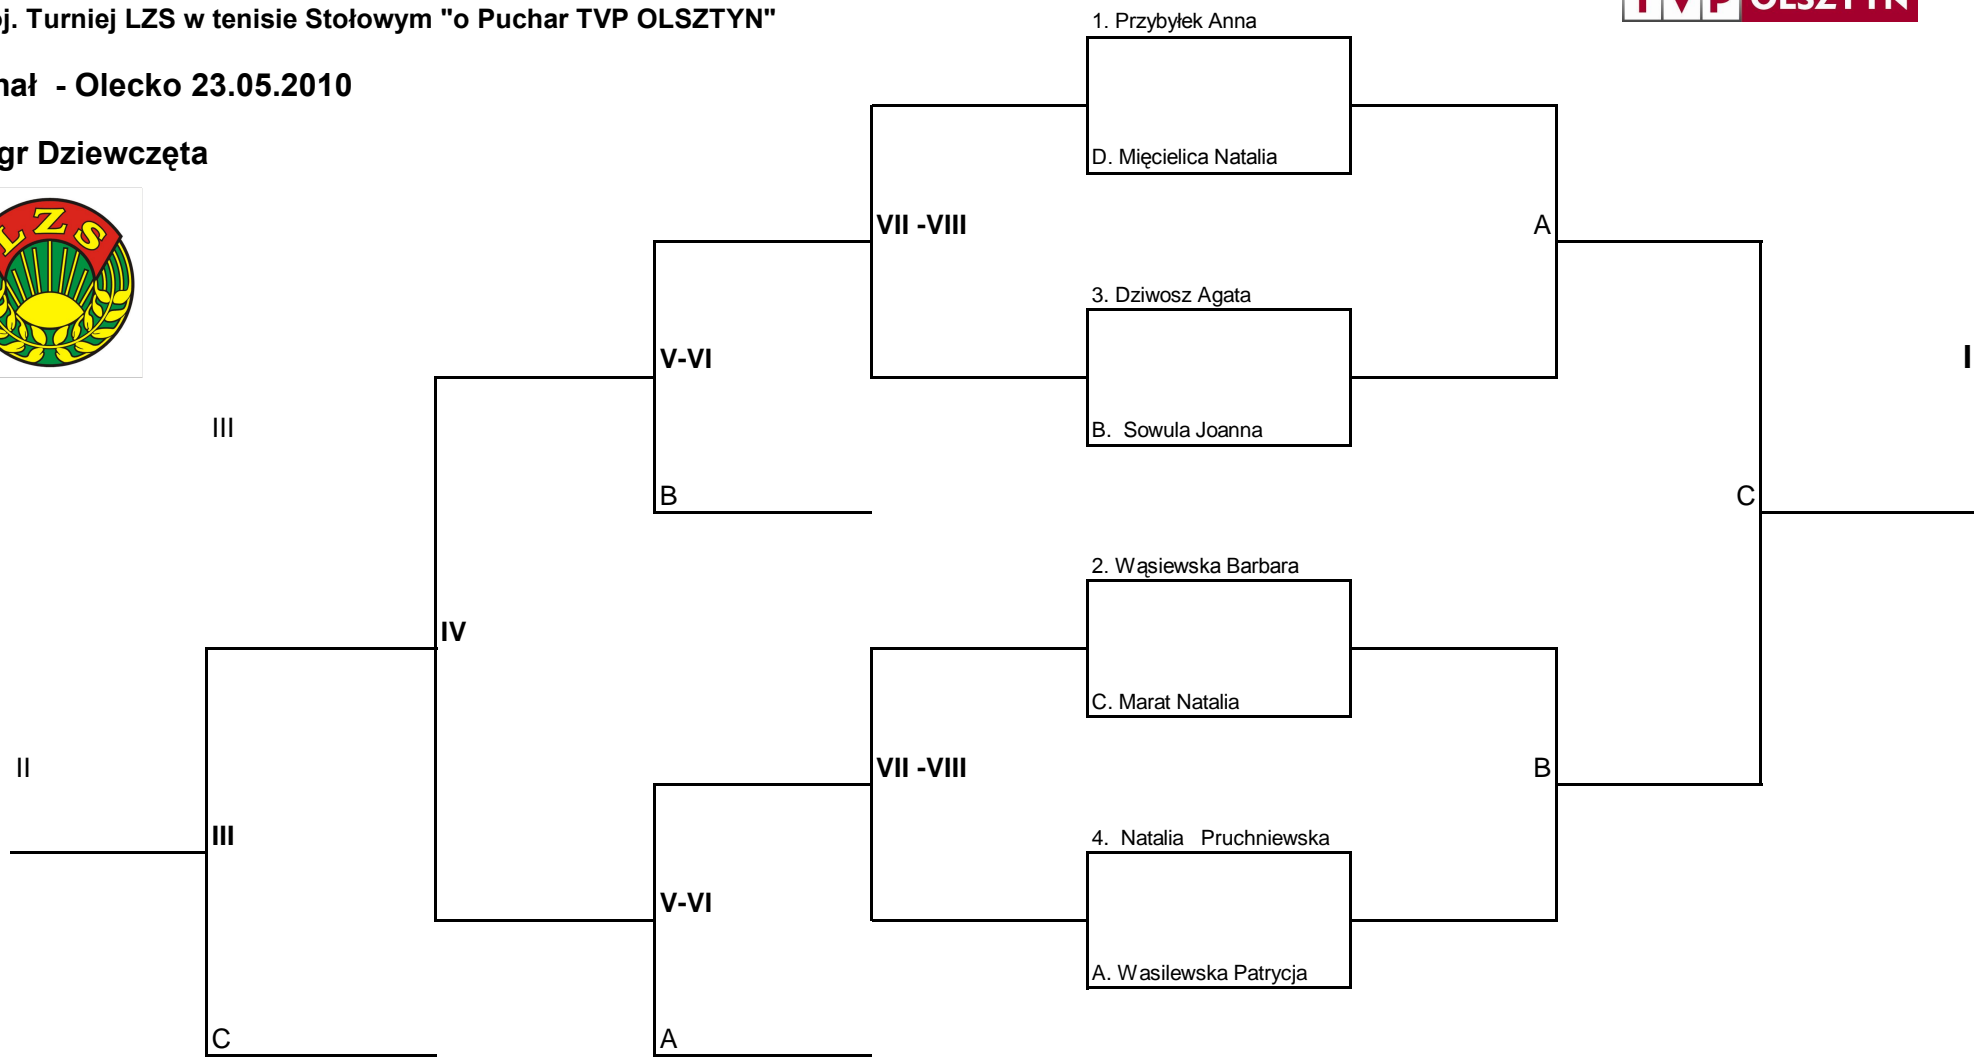 j. Turniej LZS w tenisie Stołowym "o Puchar TVP OLSZTYN"
TVP OLSZTYN
nał - Olecko 23.05.2010
gr Dziewczęta
LZS
1. Przybyłek Anna
D. Mięcielica Natalia
VII -VIII
A
3. Dziwosz Agata
V-VI
I
B. Sowula Joanna
III
B
C
2. Wąsiewska Barbara
IV
C. Marat Natalia
II
VII -VIII
B
III
4. Natalia Pruchniewska
V-VI
A. Wasilewska Patrycja
C
A